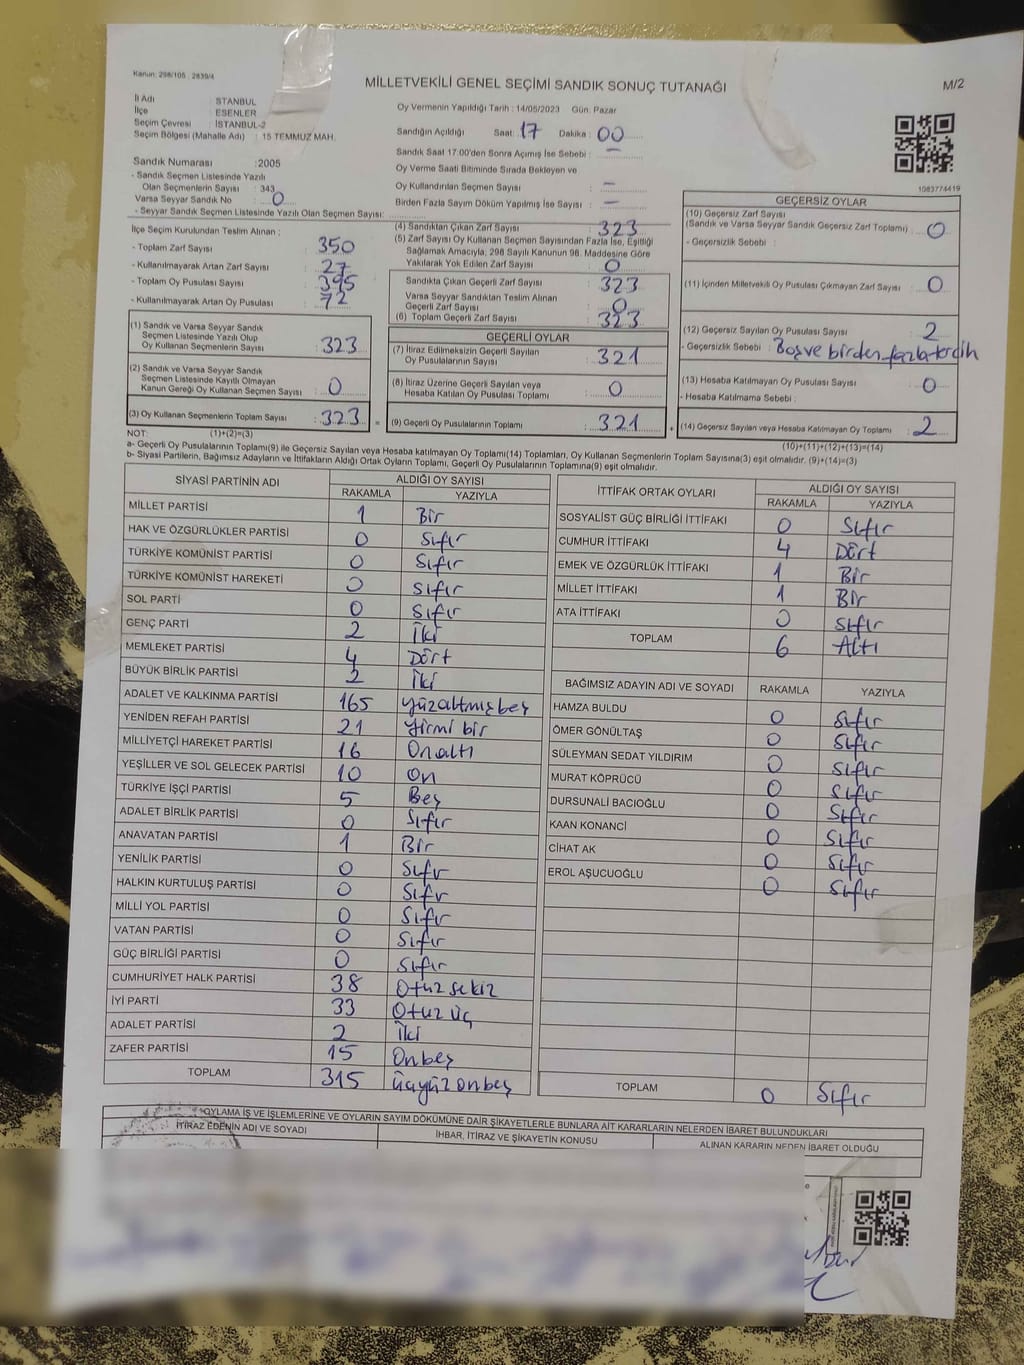 Kanun: 298/105 ; 2839/4
MİLLETVEKİLİ GENEL SEÇİMİ SANDIK SONUÇ TUTANAĞI
M/2
İl Adı : STANBUL
İlçe : ESENLER
Seçim Çevresi : İSTANBUL-2
Seçim Bölgesi (Mahalle Adı) : 15 TEMMUZ MAH.
Sandık Numarası : 2005
- Sandık Seçmen Listesinde Yazılı
Olan Seçmenlerin Sayısı : 343
Varsa Seyyar Sandık No : 0
- Seyyar Sandık Seçmen Listesinde Yazılı Olan Seçmen Sayısı:
Oy Vermenin Yapıldığı Tarih : 14/05/2023 Gün: Pazar
Sandığın Açıldığı Saat: 17 Dakika : 00
Sandık Saat 17:00'den Sonra Açımış İse Sebebi : —
Oy Verme Saati Bitiminde Sırada Bekleyen ve
Oy Kullandırılan Seçmen Sayısı : —
Birden Fazla Sayım Döküm Yapılmış İse Sayısı : —
1083774419
İlçe Seçim Kurulundan Teslim Alınan ;
- Toplam Zarf Sayısı : 350
- Kullanılmayarak Artan Zarf Sayısı : 27
- Toplam Oy Pusulası Sayısı : 395
- Kullanılmayarak Artan Oy Pusulası : 72
(1) Sandık ve Varsa Seyyar Sandık
Seçmen Listesinde Yazılı Olup
Oy Kullanan Seçmenlerin Sayısı : 323
(2) Sandık ve Varsa Seyyar Sandık
Seçmen Listesinde Kayıtlı Olmayan
Kanun Gereği Oy Kullanan Seçmen Sayısı : 0
(3) Oy Kullanan Seçmenlerin Toplam Sayısı : 323 =
(4) Sandıktan Çıkan Zarf Sayısı : 323
(5) Zarf Sayısı Oy Kullanan Seçmen Sayısından Fazla İse, Eşitliği
Sağlamak Amacıyla; 298 Sayılı Kanunun 98. Maddesine Göre
Yakılarak Yok Edilen Zarf Sayısı : 0
Sandıkta Çıkan Geçerli Zarf Sayısı : 323
Varsa Seyyar Sandıktan Teslim Alınan
Geçerli Zarf Sayısı : 0
(6) Toplam Geçerli Zarf Sayısı : 323
GEÇERLİ OYLAR
(7) İtiraz Edilmeksizin Geçerli Sayılan
Oy Pusulalarının Sayısı : 321
(8) İtiraz Üzerine Geçerli Sayılan veya
Hesaba Katılan Oy Pusulası Toplamı : 0
(9) Geçerli Oy Pusulalarının Toplamı : 321 +
GEÇERSİZ OYLAR
(10) Geçersiz Zarf Sayısı
(Sandık ve Varsa Seyyar Sandık Geçersiz Zarf Toplamı) : 0
- Geçersizlik Sebebi :
(11) İçinden Milletvekili Oy Pusulası Çıkmayan Zarf Sayısı : 0
(12) Geçersiz Sayılan Oy Pusulası Sayısı : 2
- Geçersizlik Sebebi : Boş ve birden fazla tercih
(13) Hesaba Katılmayan Oy Pusulası Sayısı : 0
- Hesaba Katılmama Sebebi :
(14) Geçersiz Sayılan veya Hesaba Katılmayan Oy Toplamı : 2
NOT: (1)+(2)=(3)
(10)+(11)+(12)+(13)=(14)
a- Geçerli Oy Pusulalarının Toplamı(9) ile Geçersiz Sayılan veya Hesaba katılmayan Oy Toplamı(14) Toplamları, Oy Kullanan Seçmenlerin Toplam Sayısına(3) eşit olmalıdır. (9)+(14)=(3)
b- Siyasi Partilerin, Bağımsız Adayların ve İttifakların Aldığı Ortak Oyların Toplamı, Geçerli Oy Pusulalarının Toplamına(9) eşit olmalıdır.
SİYASİ PARTİNİN ADI ALDIĞI OY SAYISI
RAKAMLA YAZIYLA
MİLLET PARTİSİ 1 Bir
HAK VE ÖZGÜRLÜKLER PARTİSİ 0 Sıfır
TÜRKİYE KOMÜNİST PARTİSİ 0 Sıfır
TÜRKİYE KOMÜNİST HAREKETİ 0 Sıfır
SOL PARTİ 0 Sıfır
GENÇ PARTİ 2 İki
MEMLEKET PARTİSİ 4 Dört
BÜYÜK BİRLİK PARTİSİ 2 İki
ADALET VE KALKINMA PARTİSİ 165 yüzaltmışbeş
YENİDEN REFAH PARTİSİ 21 yirmi bir
MİLLİYETÇİ HAREKET PARTİSİ 16 Onaltı
YEŞİLLER VE SOL GELECEK PARTİSİ 10 On
TÜRKİYE İŞÇİ PARTİSİ 5 Beş
ADALET BİRLİK PARTİSİ 0 Sıfır
ANAVATAN PARTİSİ 1 Bir
YENİLİK PARTİSİ 0 Sıfır
HALKIN KURTULUŞ PARTİSİ 0 Sıfır
MİLLİ YOL PARTİSİ 0 Sıfır
VATAN PARTİSİ 0 Sıfır
GÜÇ BİRLİĞİ PARTİSİ 0 Sıfır
CUMHURİYET HALK PARTİSİ 38 Otuz sekiz
İYİ PARTİ 33 Otuz üç
ADALET PARTİSİ 2 İki
ZAFER PARTİSİ 15 Onbeş
TOPLAM 315 üçyüz onbeş
İTTİFAK ORTAK OYLARI ALDIĞI OY SAYISI
RAKAMLA YAZIYLA
SOSYALİST GÜÇ BİRLİĞİ İTTİFAKI 0 Sıfır
CUMHUR İTTİFAKI 4 Dört
EMEK VE ÖZGÜRLÜK İTTİFAKI 1 Bir
MİLLET İTTİFAKI 1 Bir
ATA İTTİFAKI 0 Sıfır
TOPLAM 6 Altı
BAĞIMSIZ ADAYIN ADI VE SOYADI RAKAMLA YAZIYLA
HAMZA BULDU 0 Sıfır
ÖMER GÖNÜLTAŞ 0 Sıfır
SÜLEYMAN SEDAT YILDIRIM 0 Sıfır
MURAT KÖPRÜCÜ 0 Sıfır
DURSUNALİ BACIOĞLU 0 Sıfır
KAAN KONANCİ 0 Sıfır
CİHAT AK 0 Sıfır
EROL AŞUCUOĞLU 0 Sıfır
TOPLAM 0 Sıfır
OYLAMA İŞ VE İŞLEMLERİNE VE OYLARIN SAYIM DÖKÜMÜNE DAİR ŞİKAYETLERLE BUNLARA AİT KARARLARIN NELERDEN İBARET BULUNDUKLARI
İTİRAZ EDENİN ADI VE SOYADI
İHBAR, İTİRAZ VE ŞİKAYETİN KONUSU
ALINAN KARARIN NEDEN İBARET OLDUĞU